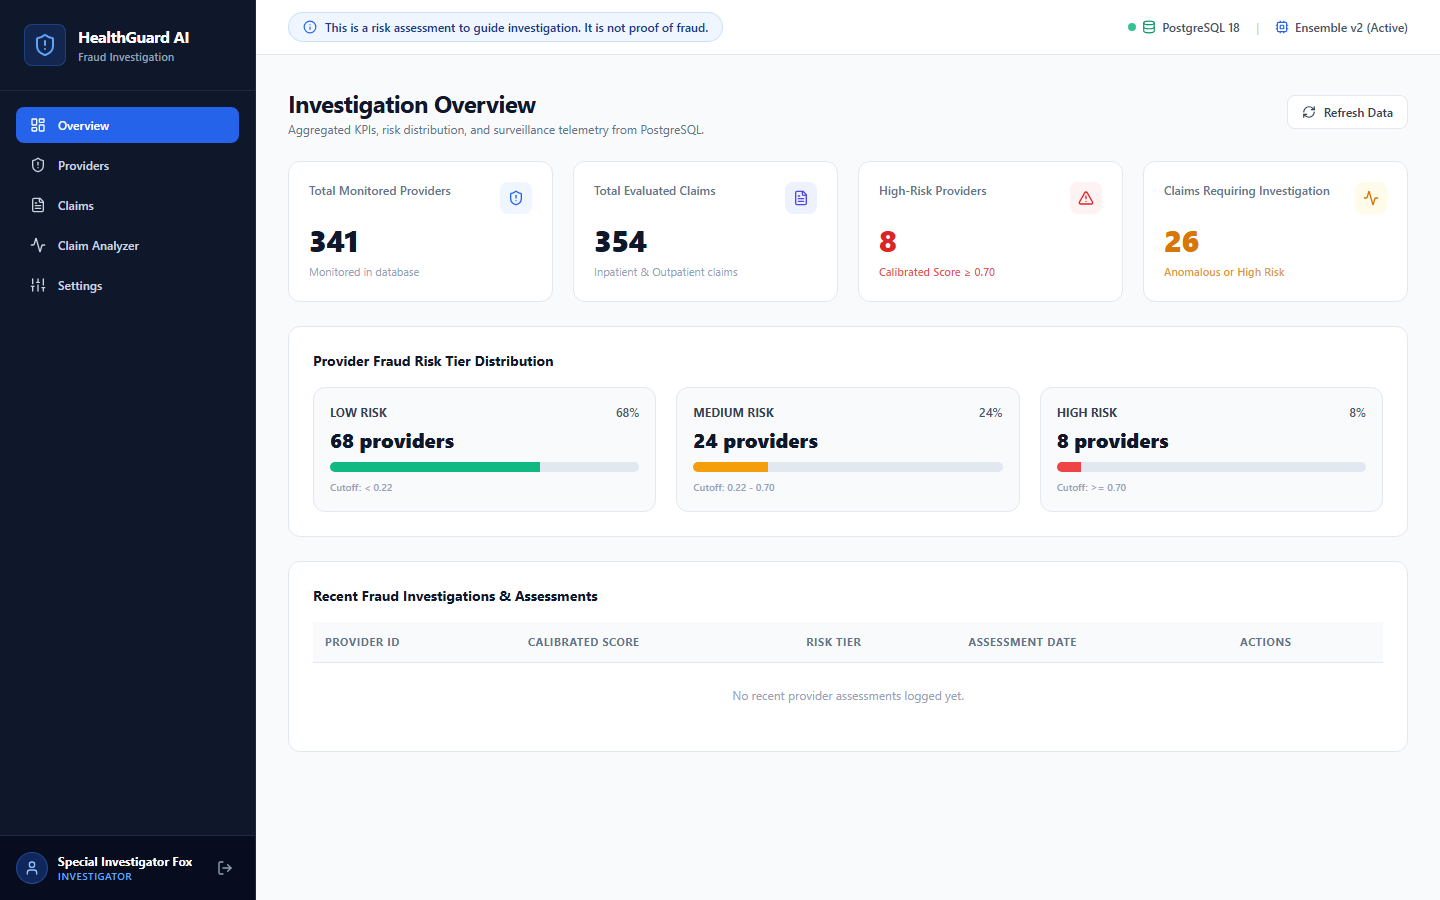 HealthGuard AI
Fraud Investigation
Overview
Providers
Claims
Claim Analyzer
Settings
Special Investigator Fox
INVESTIGATOR
This is a risk assessment to guide investigation. It is not proof of fraud.
PostgreSQL 18 | Ensemble v2 (Active)
Investigation Overview
Aggregated KPIs, risk distribution, and surveillance telemetry from PostgreSQL.
Refresh Data
Total Monitored Providers
341
Monitored in database
Total Evaluated Claims
354
Inpatient & Outpatient claims
High-Risk Providers
8
Calibrated Score ≥ 0.70
Claims Requiring Investigation
26
Anomalous or High Risk
Provider Fraud Risk Tier Distribution
LOW RISK 68%
68 providers
Cutoff: < 0.22
MEDIUM RISK 24%
24 providers
Cutoff: 0.22 - 0.70
HIGH RISK 8%
8 providers
Cutoff: >= 0.70
Recent Fraud Investigations & Assessments
PROVIDER ID CALIBRATED SCORE RISK TIER ASSESSMENT DATE ACTIONS
No recent provider assessments logged yet.